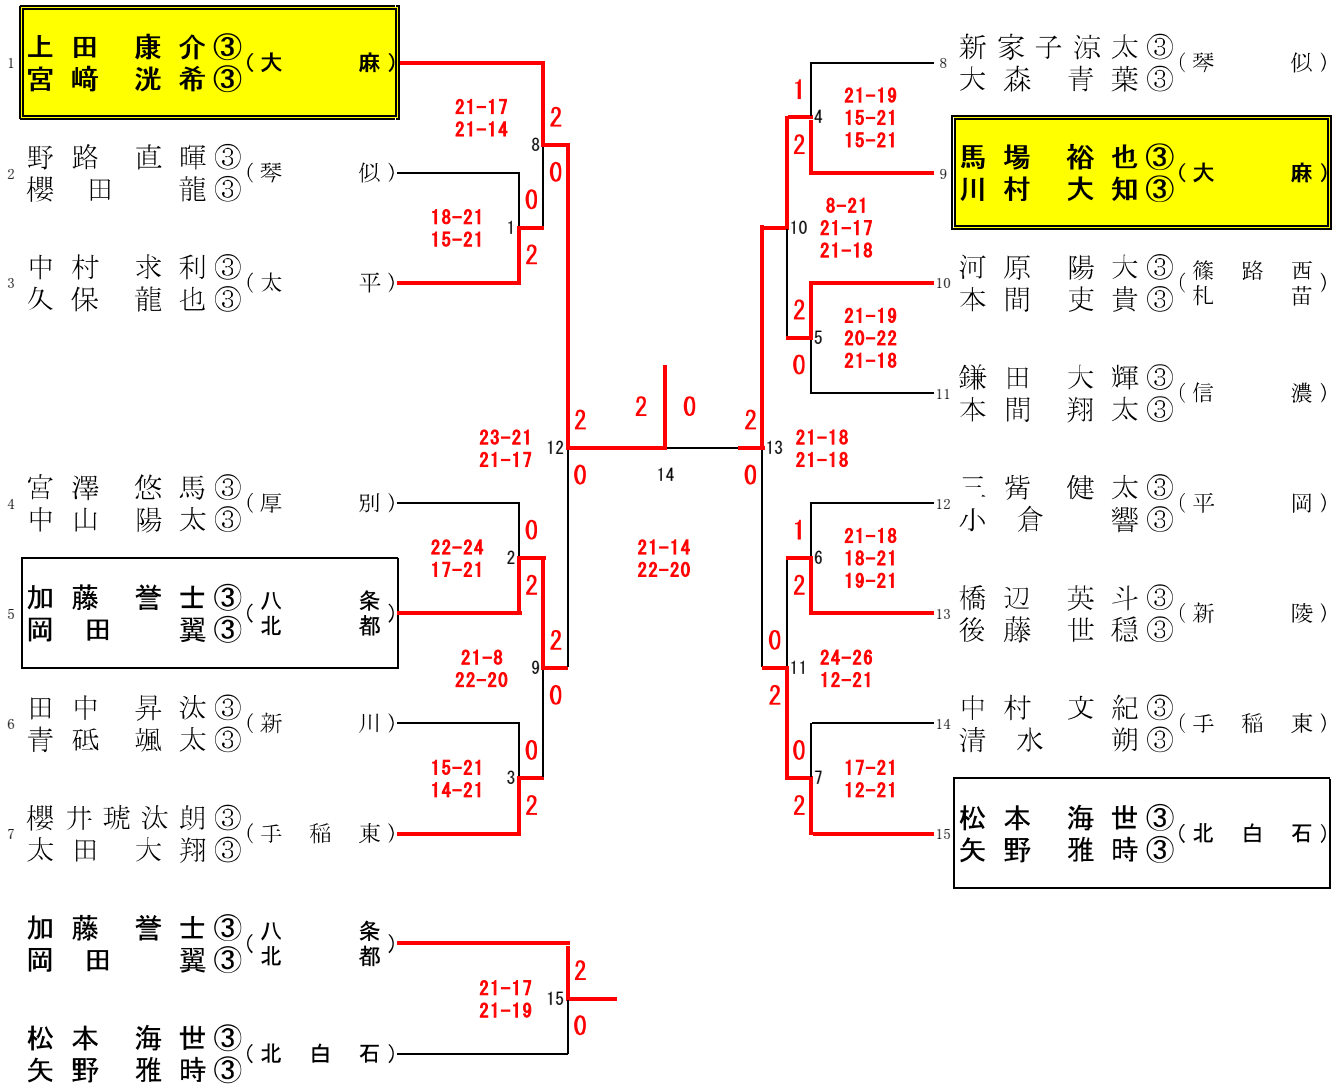 1 上田 康介③
宮﨑 洸希③
(大麻)
2 野路 直暉③
櫻田 龍③
(琴似)
3 中村 求利③
久保 龍也③
(太平)
4 宮澤 悠馬③
中山 陽太③
(厚別)
5 加藤 誉士③ (八条)
岡田 翼③ 北都
6 田中 昇汰③
青砥 颯太③
(新川)
7 櫻井琥汰朗③
太田 大翔③
(手稲東)
加藤 誉士③ (八条)
岡田 翼③ 北都
松本 海世③
矢野 雅時③
(北白石)
21-17
21-14
2
8
0
18-21
15-21
0
1
2
23-21
21-17
2
12
0
22-24
17-21
0
2
2
21-8
22-20
2
9
0
15-21
14-21
0
3
2
21-17
21-19
2
15
0
2 0
14
21-14
22-20
1
4
2
21-19
15-21
15-21
10
8-21
21-17
21-18
2
5
0
21-19
20-22
21-18
2
13
0
21-18
21-18
1
6
2
21-18
18-21
19-21
0
11
2
24-26
12-21
0
7
2
17-21
12-21
8 新家子涼太③
大森 青葉③
(琴似)
9 馬場 裕也③
川村 大知③
(大麻)
10 河原 陽大③ (篠路西)
本間 吏貴③ 札苗
11 鎌田 大輝③
本間 翔太③
(信濃)
12 三觜 健太③
小倉 響③
(平岡)
13 橋辺 英斗③
後藤 世穏③
(新陵)
14 中村 文紀③
清水 朔③
(手稲東)
15 松本 海世③
矢野 雅時③
(北白石)